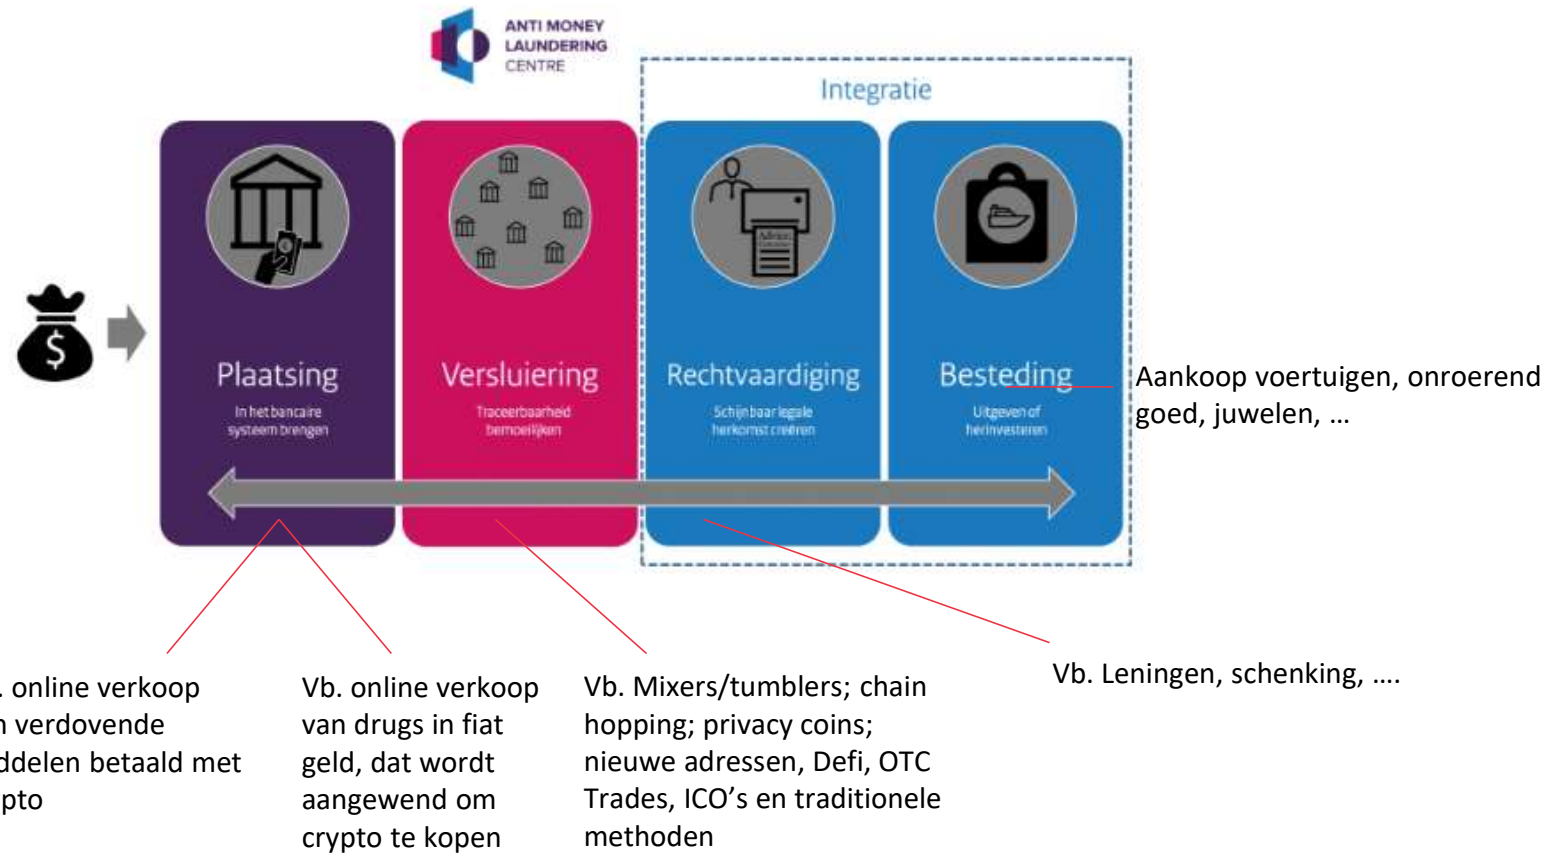 ANTI MONEY
LAUNDERING
CENTRE
Integratie
Plaatsing
In het bancaire
systeem brengen
Versluiering
Traceerbaarheid
bemoeilijken
Rechtvaardiging
Schijnbaar legale
herkomst creëren
Besteding
Uitgeven of
herinvesteren
$
Aankoop voertuigen, onroerend
goed, juwelen, ...
. online verkoop
verdovende
betaald met
Vb. online verkoop
van drugs in fiat
geld, dat wordt
aangewend om
crypto te kopen
Vb. Mixers/tumblers; chain
hopping; privacy coins;
nieuwe adressen, Defi, OTC
Trades, ICO’s en traditionele
methoden
Vb. Leningen, schenking, ….